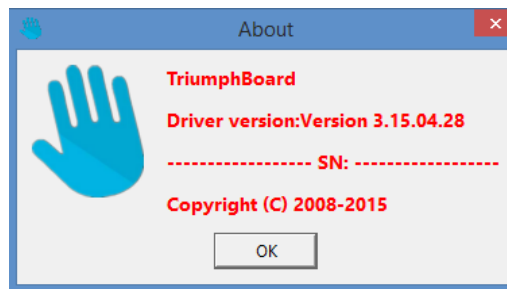 About
TriumphBoard
Driver version:Version 3.15.04.28
------------------ SN: ------------------
Copyright (C) 2008-2015
OK